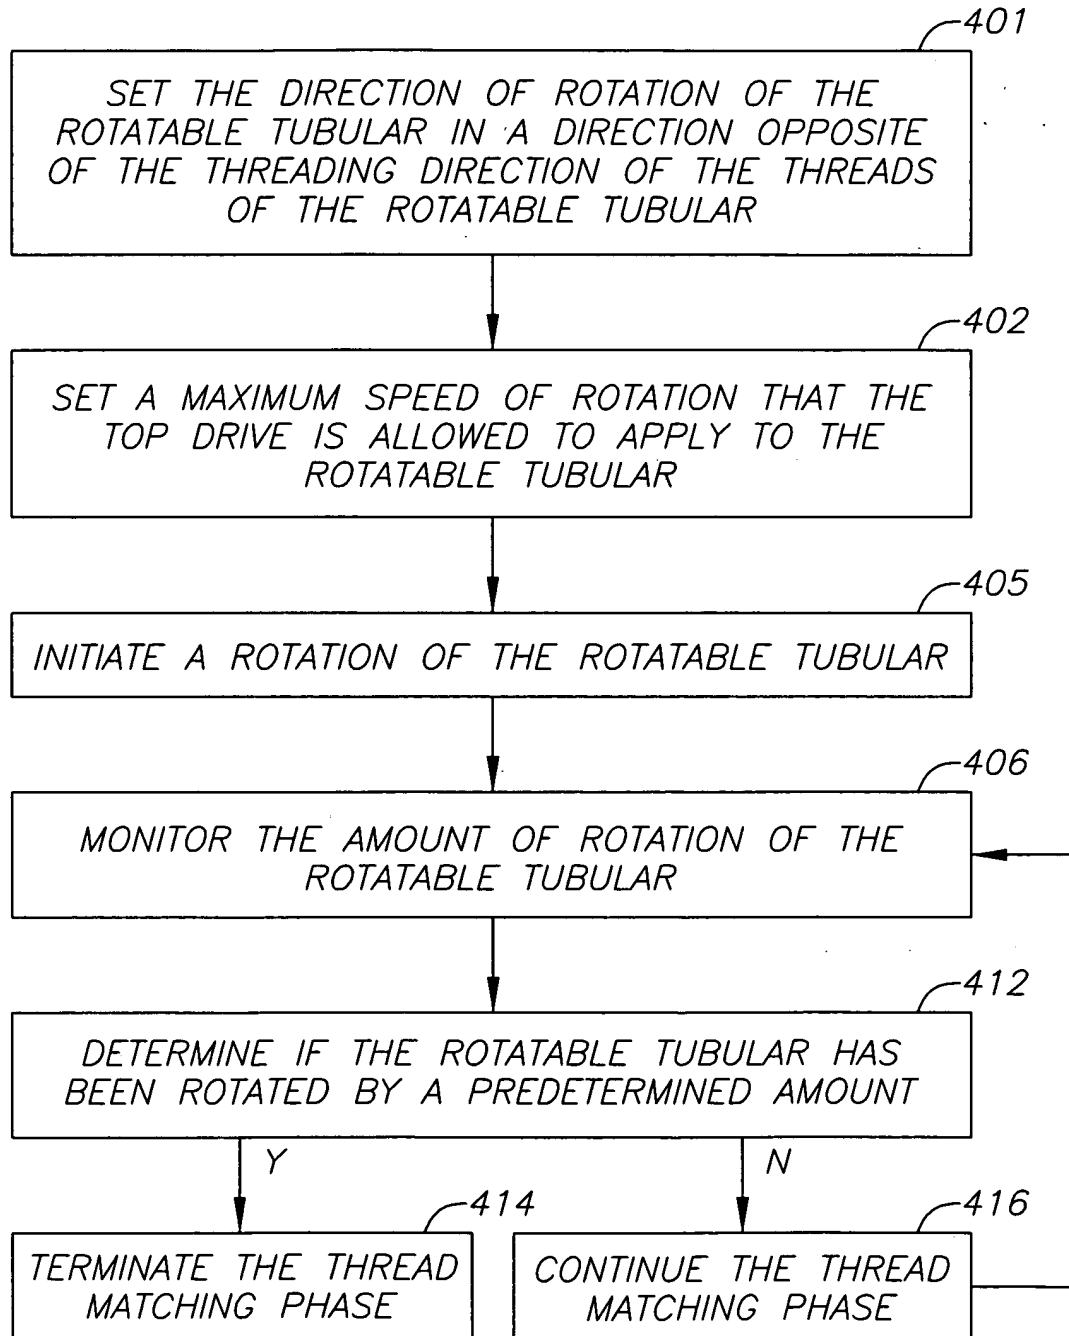 401
SET THE DIRECTION OF ROTATION OF THE
ROTATABLE TUBULAR IN A DIRECTION OPPOSITE
OF THE THREADING DIRECTION OF THE THREADS
OF THE ROTATABLE TUBULAR
402
SET A MAXIMUM SPEED OF ROTATION THAT THE
TOP DRIVE IS ALLOWED TO APPLY TO THE
ROTATABLE TUBULAR
405
INITIATE A ROTATION OF THE ROTATABLE TUBULAR
406
MONITOR THE AMOUNT OF ROTATION OF THE
ROTATABLE TUBULAR
412
DETERMINE IF THE ROTATABLE TUBULAR HAS
BEEN ROTATED BY A PREDETERMINED AMOUNT
Y
N
414
TERMINATE THE THREAD
MATCHING PHASE
416
CONTINUE THE THREAD
MATCHING PHASE